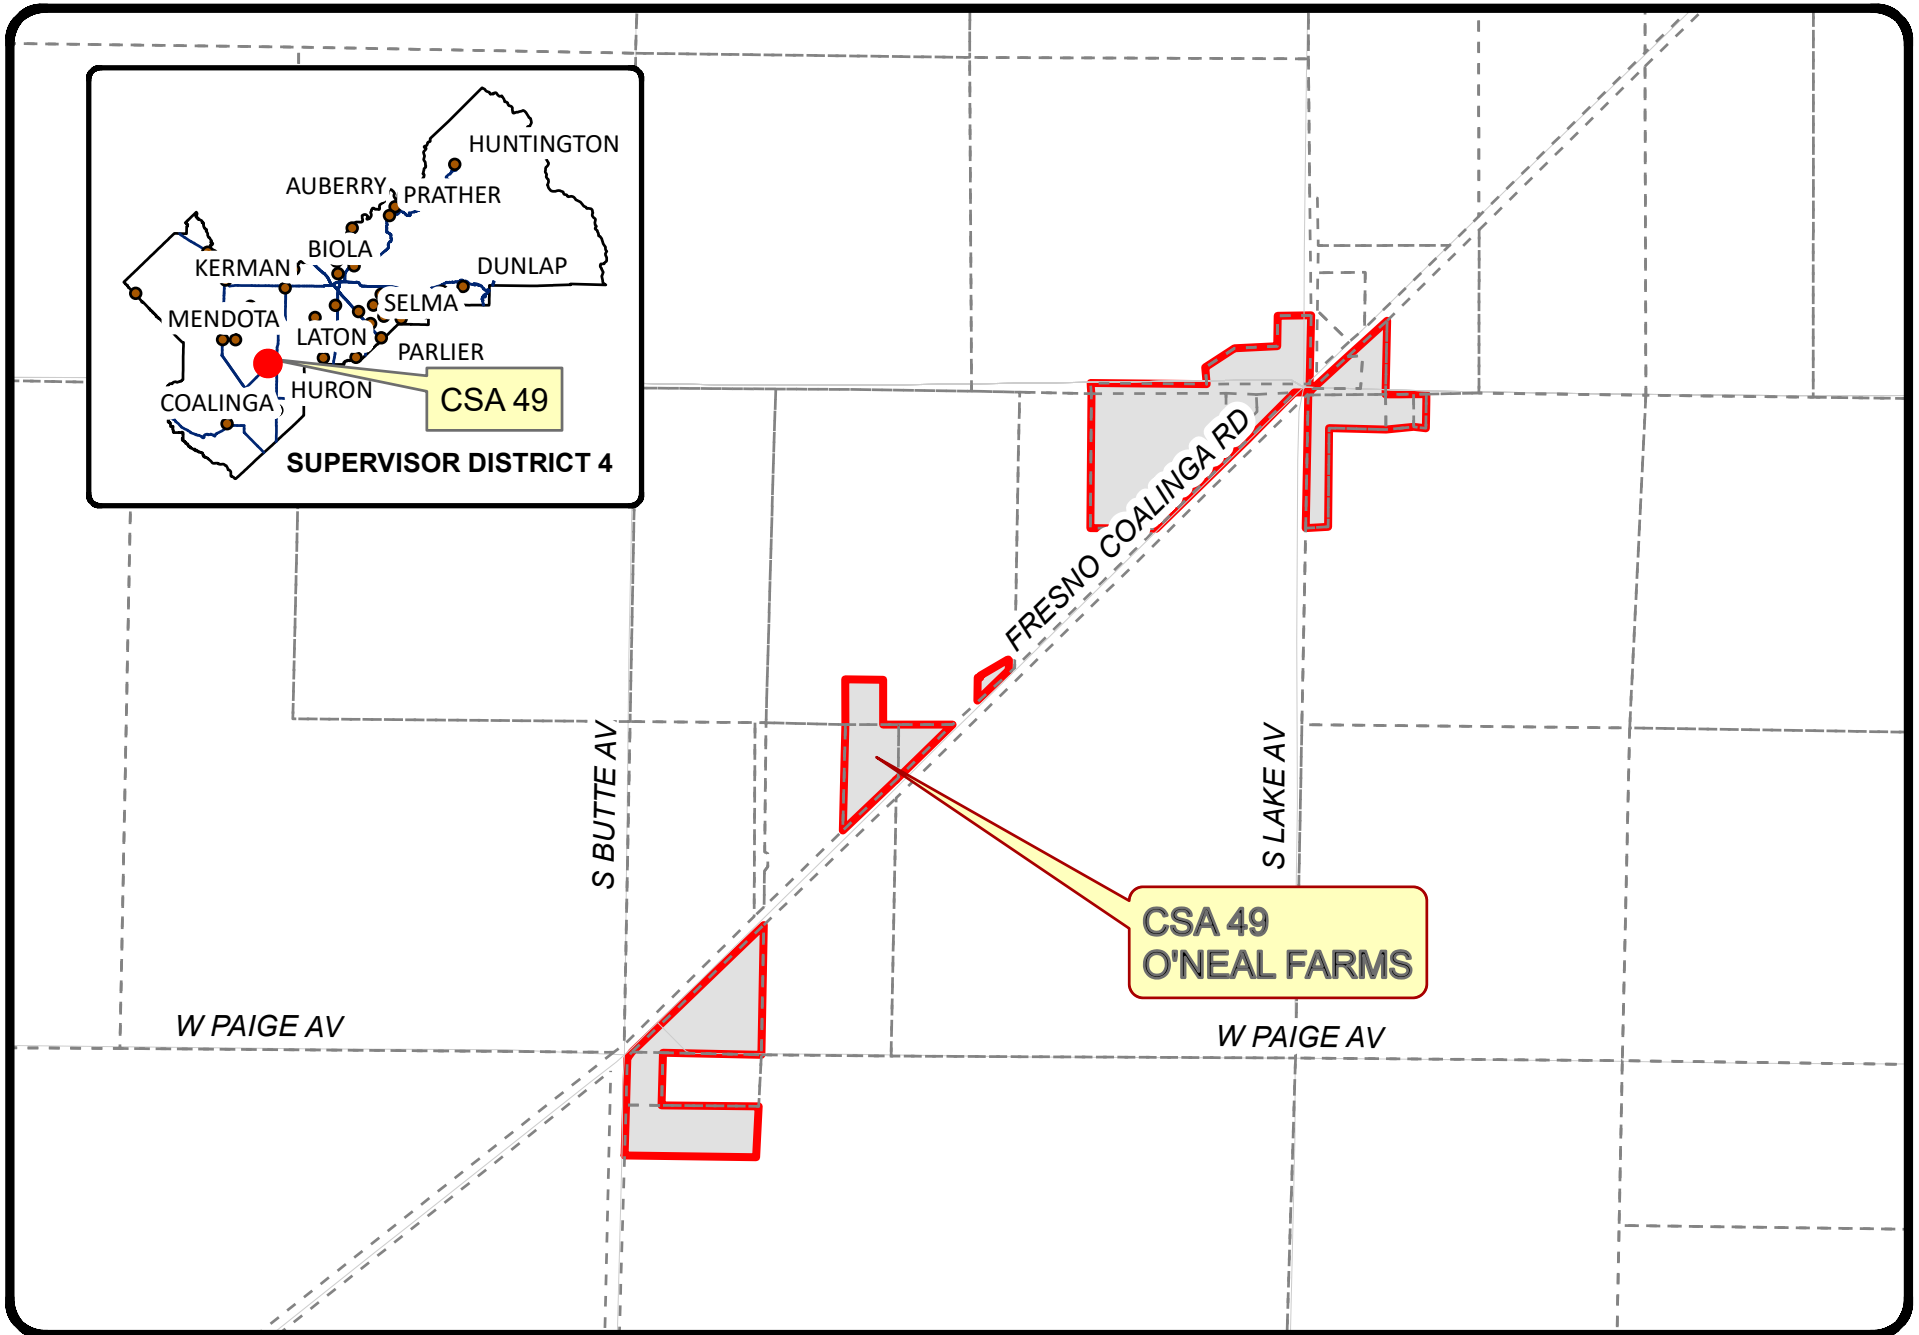 HUNTINGTON
AUBERRY
PRATHER
BIOLA
KERMAN
DUNLAP
SELMA
MENDOTA
LATON
PARLIER
HURON
COALINGA
CSA 49
SUPERVISOR DISTRICT 4
FRESNO COALINGA RD
S BUTTE AV
S LAKE AV
CSA 49
O'NEAL FARMS
W PAIGE AV
W PAIGE AV